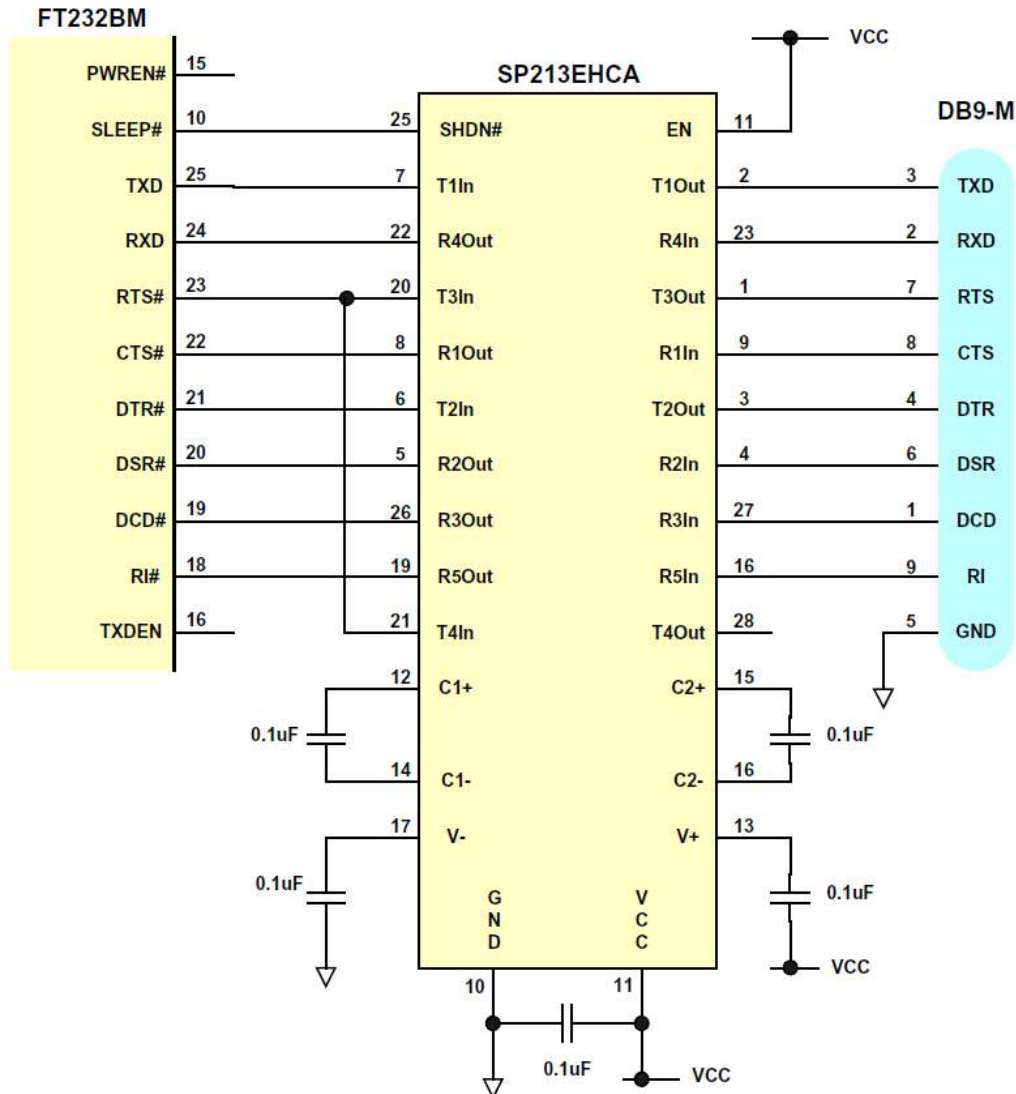 FT232BM
VCC
PWREN# 15
SP213EHCA
DB9-M
SLEEP# 10 25 SHDN# EN 11
TXD 25 7 T1In T1Out 2 3 TXD
RXD 24 22 R4Out R4In 23 2 RXD
RTS# 23 20 T3In T3Out 1 7 RTS
CTS# 22 8 R1Out R1In 9 8 CTS
DTR# 21 6 T2In T2Out 3 4 DTR
DSR# 20 5 R2Out R2In 4 6 DSR
DCD# 19 26 R3Out R3In 27 1 DCD
RI# 18 19 R5Out R5In 16 9 RI
TXDEN 16 21 T4In T4Out 28 5 GND
12 C1+ C2+ 15
0.1uF 0.1uF
14 C1- C2- 16
17 V- V+ 13
0.1uF 0.1uF
GND VCC
VCC
10 11
0.1uF
VCC